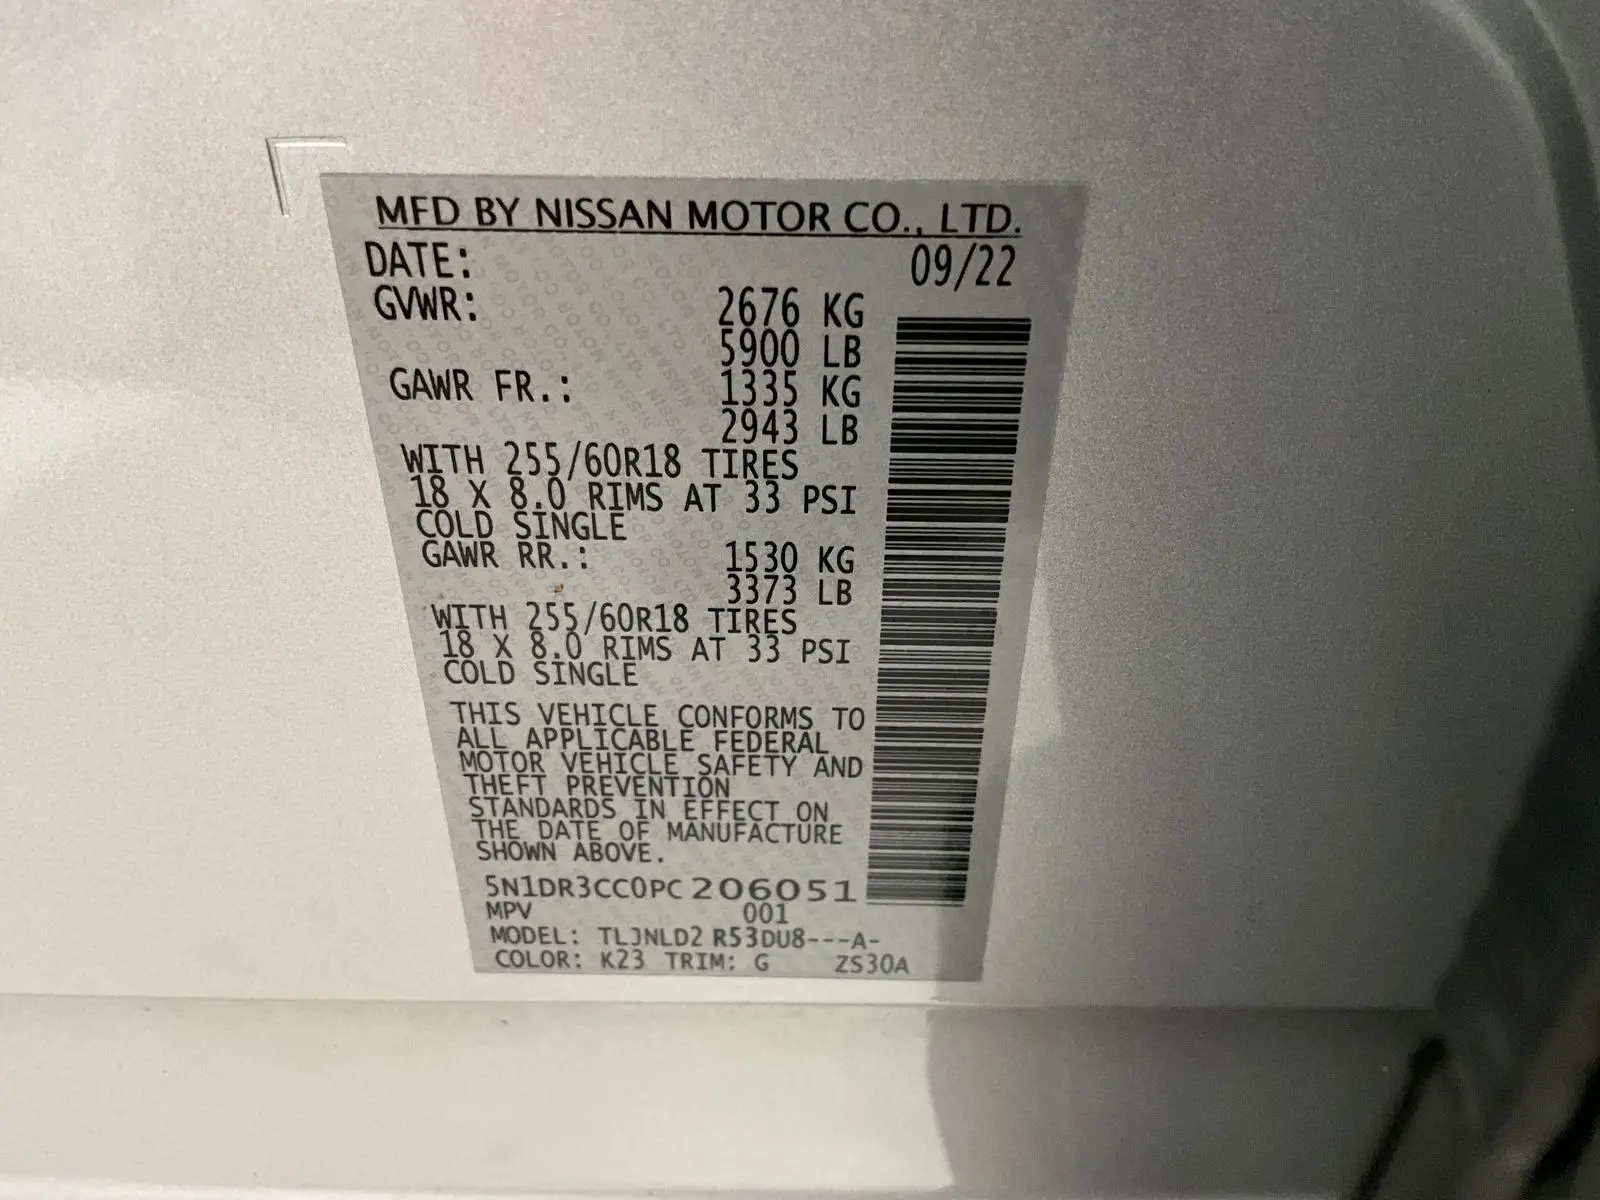 MFD BY NISSAN MOTOR CO., LTD.
DATE: 09/22
GVWR: 2676 KG
5900 LB
GAWR FR.: 1335 KG
2943 LB
WITH 255/60R18 TIRES
18 X 8.0 RIMS AT 33 PSI
COLD SINGLE
GAWR RR.: 1530 KG
3373 LB
WITH 255/60R18 TIRES
18 X 8.0 RIMS AT 33 PSI
COLD SINGLE
THIS VEHICLE CONFORMS TO
ALL APPLICABLE FEDERAL
MOTOR VEHICLE SAFETY AND
THEFT PREVENTION
STANDARDS IN EFFECT ON
THE DATE OF MANUFACTURE
SHOWN ABOVE.
5N1DR3CC0PC206051
MPV 001
MODEL: TLJNLD2 R53DU8---A-
COLOR: K23 TRIM: G ZS30A